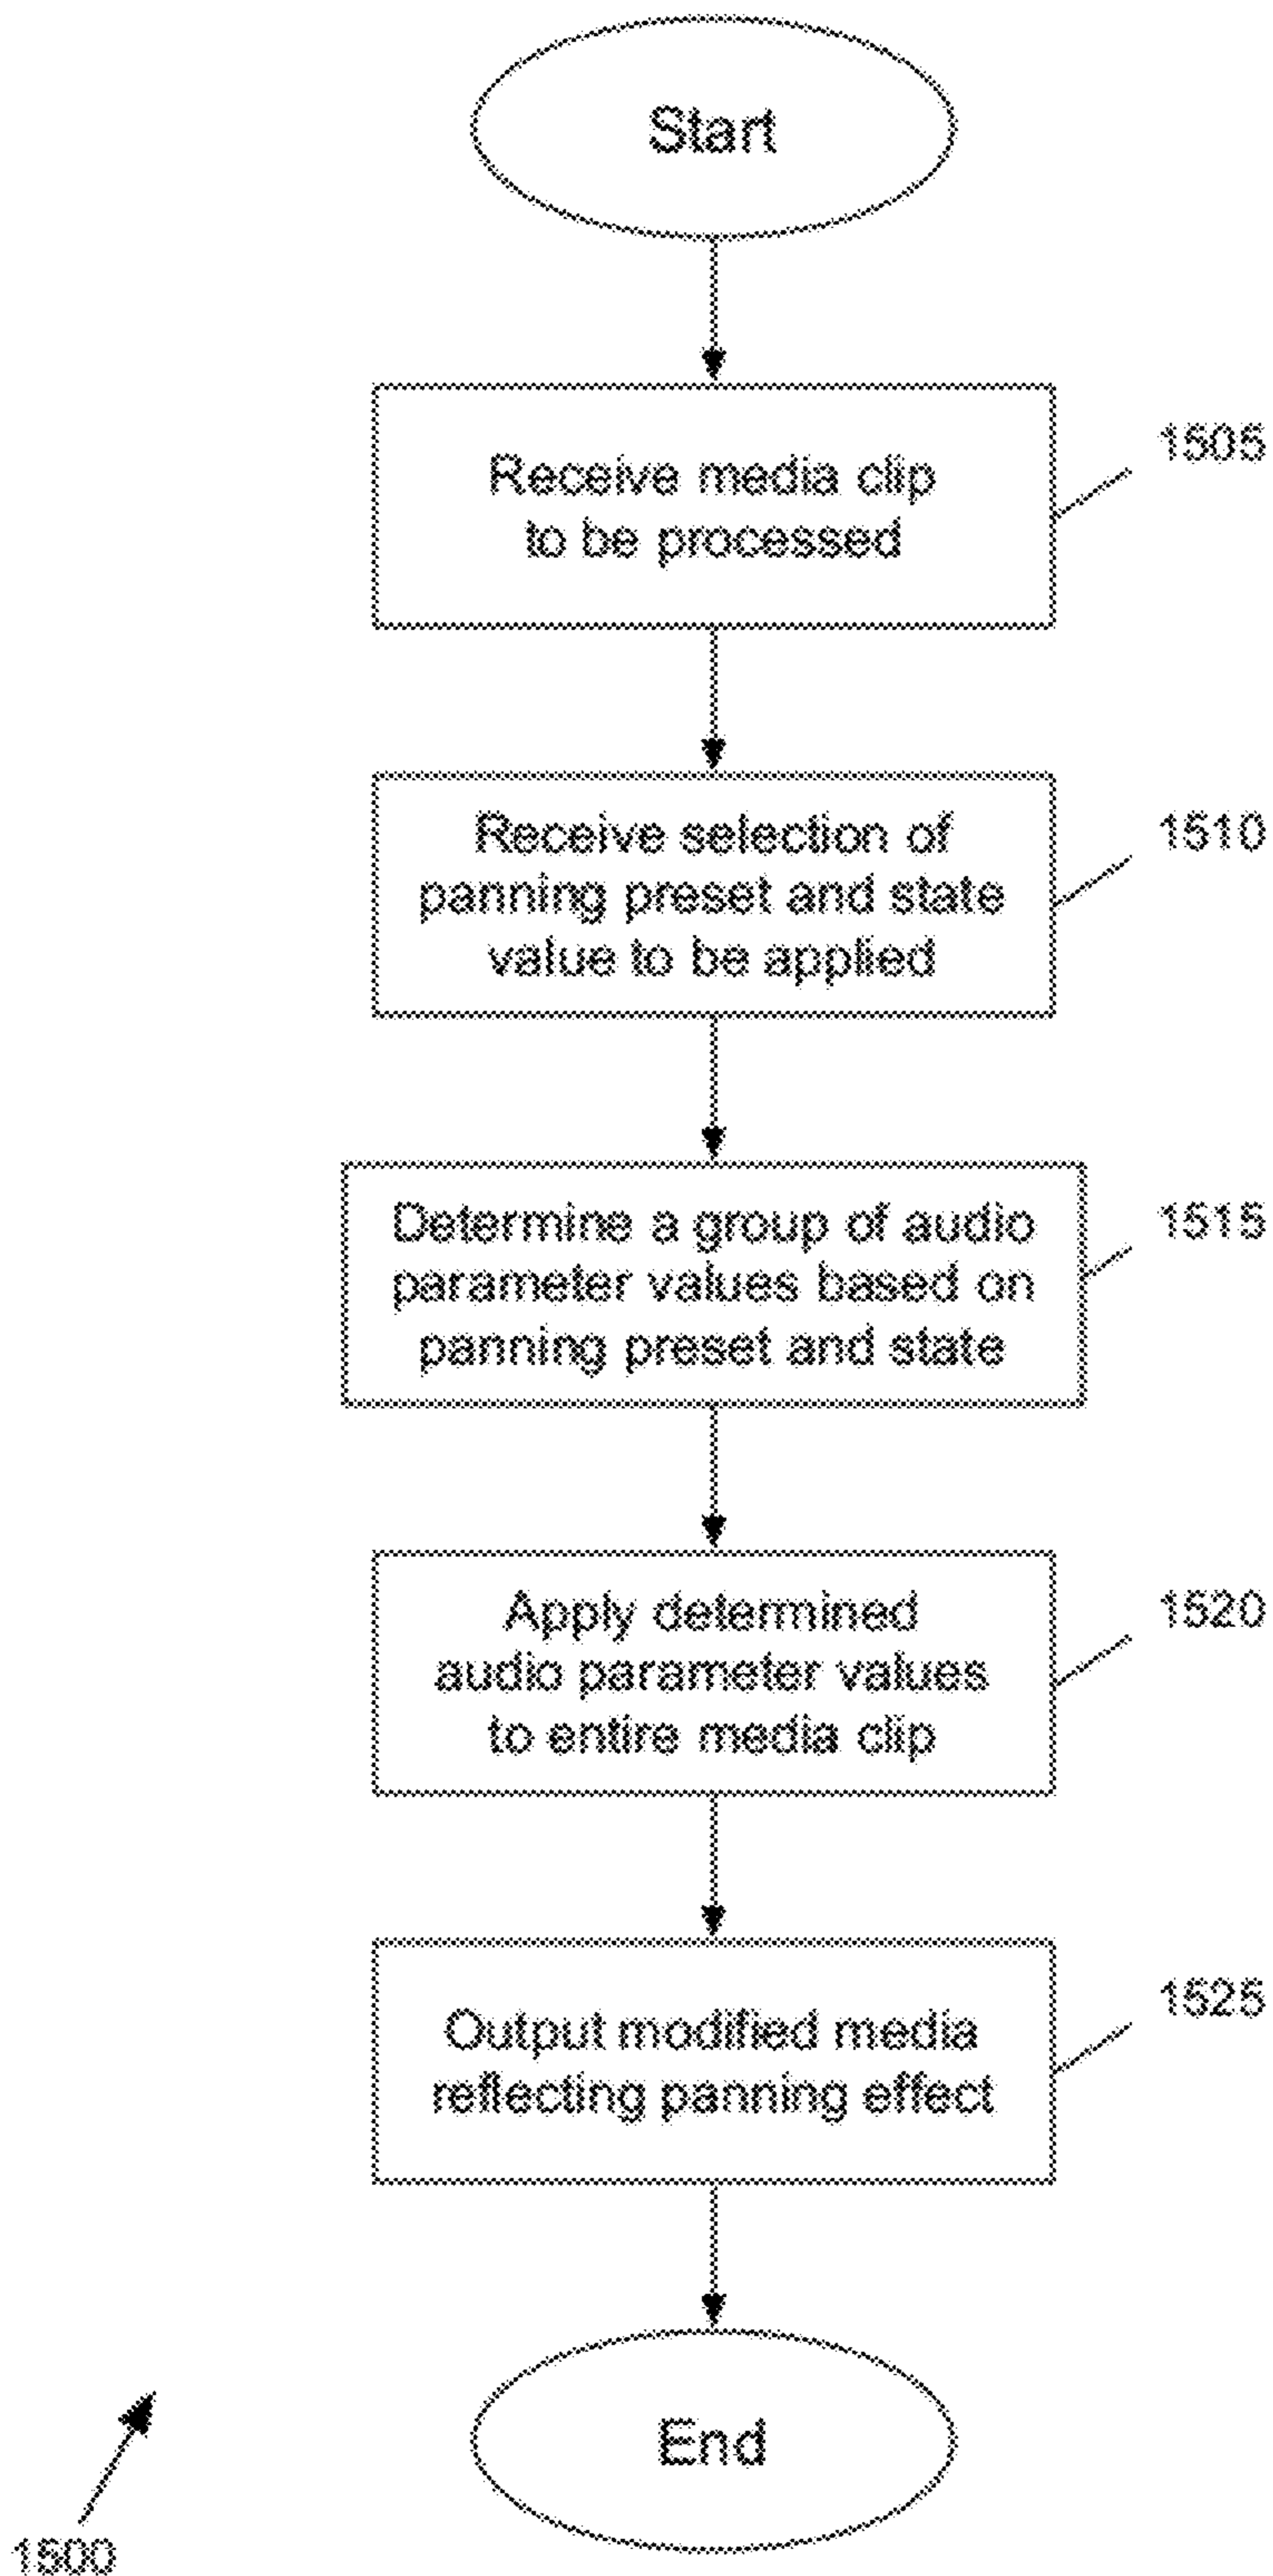 Start
Receive media clip
to be processed
1505
Receive selection of
panning preset and state
value to be applied
1510
Determine a group of audio
parameter values based on
panning preset and state
1515
Apply determined
audio parameter values
to entire media clip
1520
Output modified media
reflecting panning effect
1525
End
1500